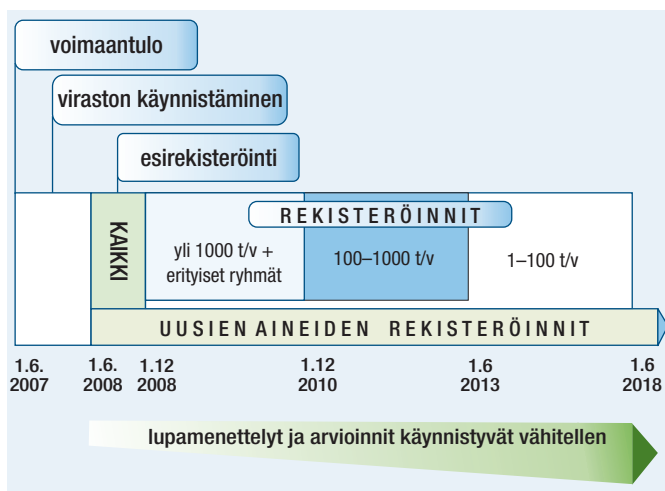 voimaantulo
viraston käynnistäminen
esirekisteröinti
KAIKKI
REKISTERÖINNIT
yli 1000 t/v +
erityiset ryhmät
100–1000 t/v
1–100 t/v
UUSIEN AINEIDEN REKISTERÖINNIT
1.6. 1.6. 1.12 1.12 1.6 1.6
2007 2008 2008 2010 2013 2018
lupamenettelyt ja arvioinnit käynnistyvät vähitellen